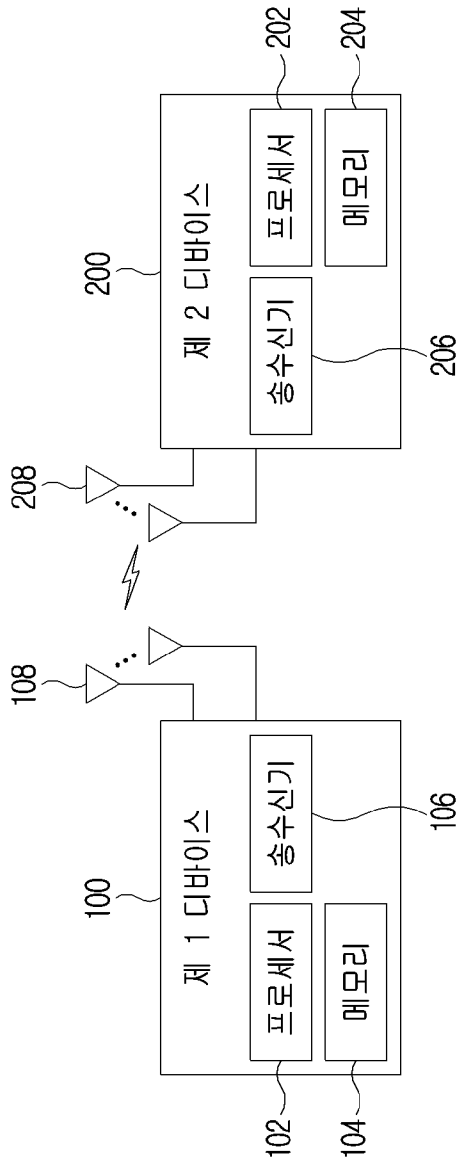 100
108
208
200
제 1 디바이스
제 2 디바이스
102
프로세서
송수신기
송수신기
프로세서
202
104
메모리
106
206
메모리
204